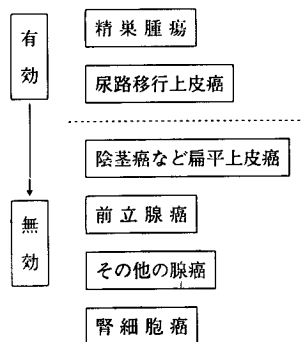 有効
精巣腫瘍
尿路移行上皮癌
陰茎癌など扁平上皮癌
無効
前立腺癌
その他の腺癌
腎細胞癌